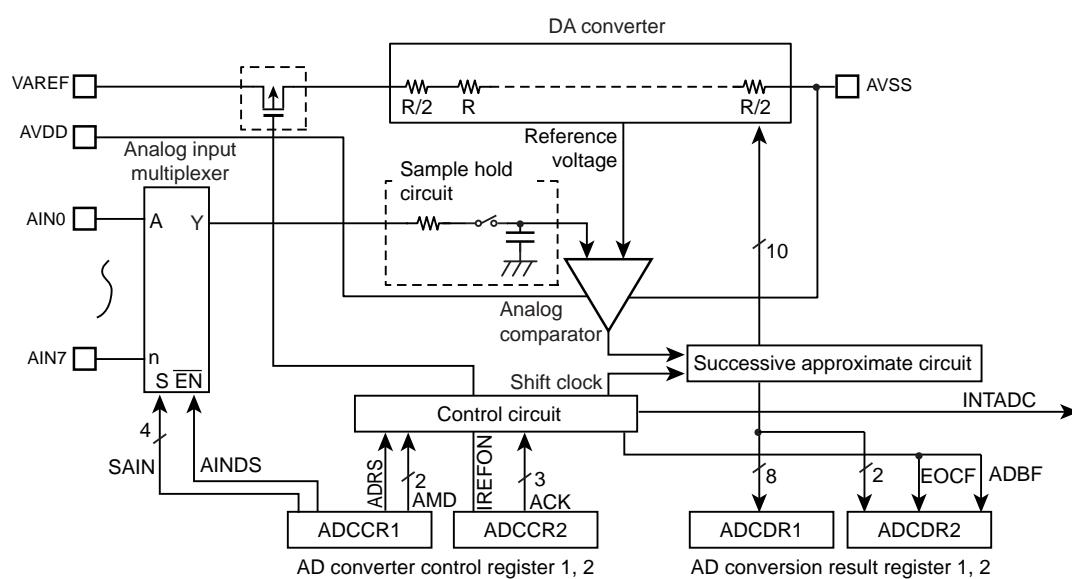 DA converter
VAREF
AVSS
R/2
R
R/2
AVDD
Reference
voltage
Analog input
multiplexer
Sample hold
circuit
AIN0
A
Y
10
Analog
comparator
AIN7
n
S EN
Successive approximate circuit
Shift clock
INTADC
Control circuit
4
SAIN
AINDS
ADRS
2
AMD
IREFON
3
ACK
8
2
EOCF
ADBF
ADCCR1
ADCCR2
ADCDR1
ADCDR2
AD converter control register 1, 2
AD conversion result register 1, 2